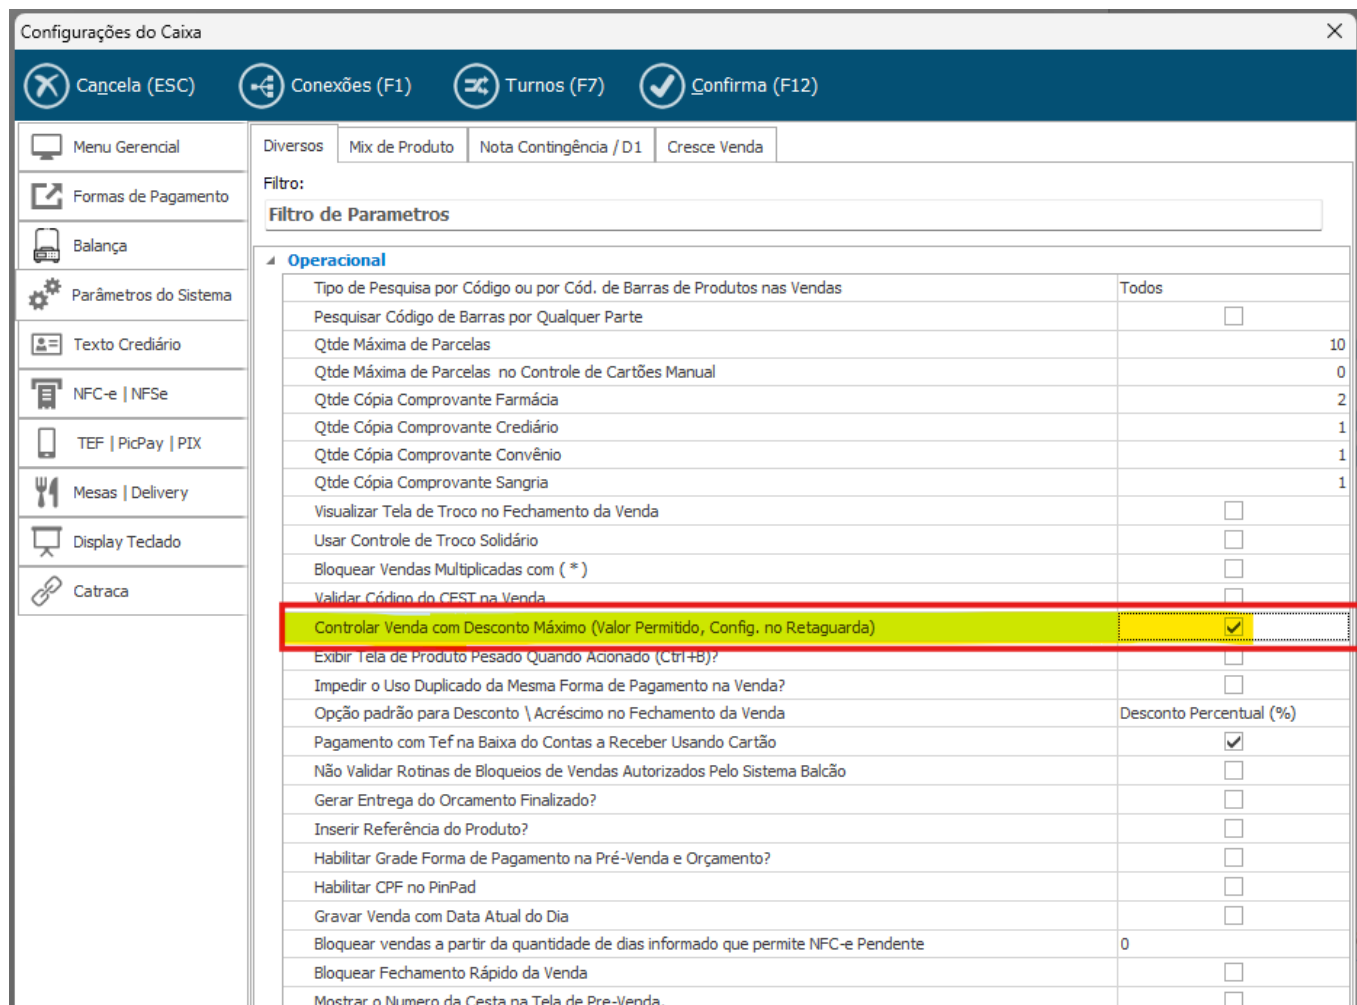 Configurações do Caixa
Cancela (ESC) Conexões (F1) Turnos (F7) Confirma (F12)
Menu Gerencial
Formas de Pagamento
Balança
Parâmetros do Sistema
Texto Crediário
NFC-e | NFSe
TEF | PicPay | PIX
Mesas | Delivery
Display Teclado
Catraca
Diversos Mix de Produto Nota Contingência / D1 Cresce Venda
Filtro:
Filtro de Parametros
Operacional
Tipo de Pesquisa por Código ou por Cód. de Barras de Produtos nas Vendas Todos
Pesquisar Código de Barras por Qualquer Parte
Qtde Máxima de Parcelas 10
Qtde Máxima de Parcelas no Controle de Cartões Manual 0
Qtde Cópia Comprovante Farmácia 2
Qtde Cópia Comprovante Crediário 1
Qtde Cópia Comprovante Convênio 1
Qtde Cópia Comprovante Sangria 1
Visualizar Tela de Troco no Fechamento da Venda
Usar Controle de Troco Solidário
Bloquear Vendas Multiplicadas com ( * )
Validar Código do CEST na Venda
Controlar Venda com Desconto Máximo (Valor Permitido, Config. no Retaguarda)
Exibir Tela de Produto Pesado Quando Acionado (Ctrl+B)?
Impedir o Uso Duplicado da Mesma Forma de Pagamento na Venda?
Opção padrão para Desconto \ Acréscimo no Fechamento da Venda Desconto Percentual (%)
Pagamento com Tef na Baixa do Contas a Receber Usando Cartão
Não Validar Rotinas de Bloqueios de Vendas Autorizados Pelo Sistema Balcão
Gerar Entrega do Orcamento Finalizado?
Inserir Referência do Produto?
Habilitar Grade Forma de Pagamento na Pré-Venda e Orçamento?
Habilitar CPF no PinPad
Gravar Venda com Data Atual do Dia
Bloquear vendas a partir da quantidade de dias informado que permite NFC-e Pendente 0
Bloquear Fechamento Rápido da Venda
Mostrar o Numero da Cesta na Tela de Pre-Venda.